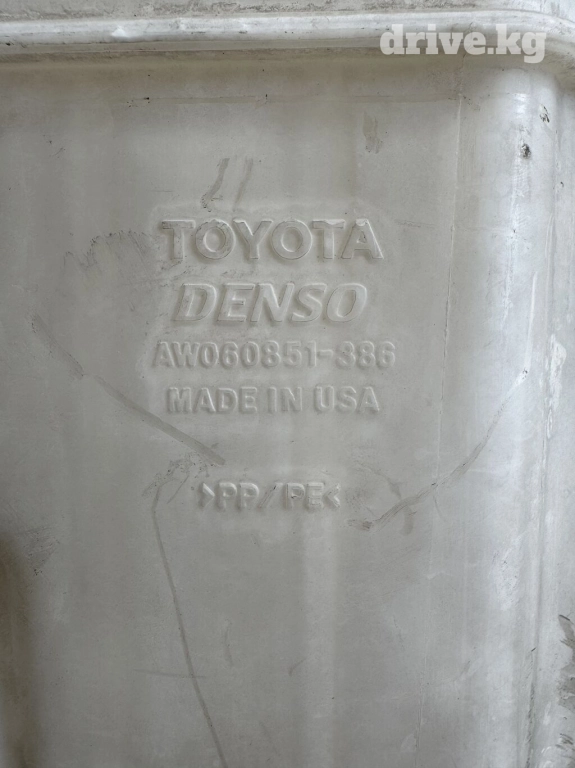 drive.kg
TOYOTA
DENSO
AW060851-386
MADE IN USA
>PP/PE<